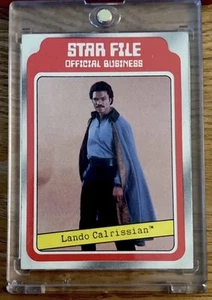 STAR FILE
OFFICIAL BUSINESS
Lando Calrissian™